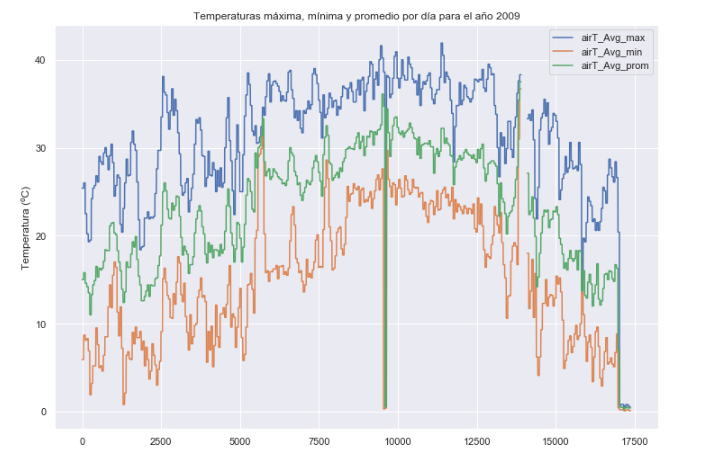 Temperaturas máxima, mínima y promedio por día para el año 2009
airT_Avg_max
airT_Avg_min
airT_Avg_prom
Temperatura (ºC)
40
30
20
10
0
0 2500 5000 7500 10000 12500 15000 17500